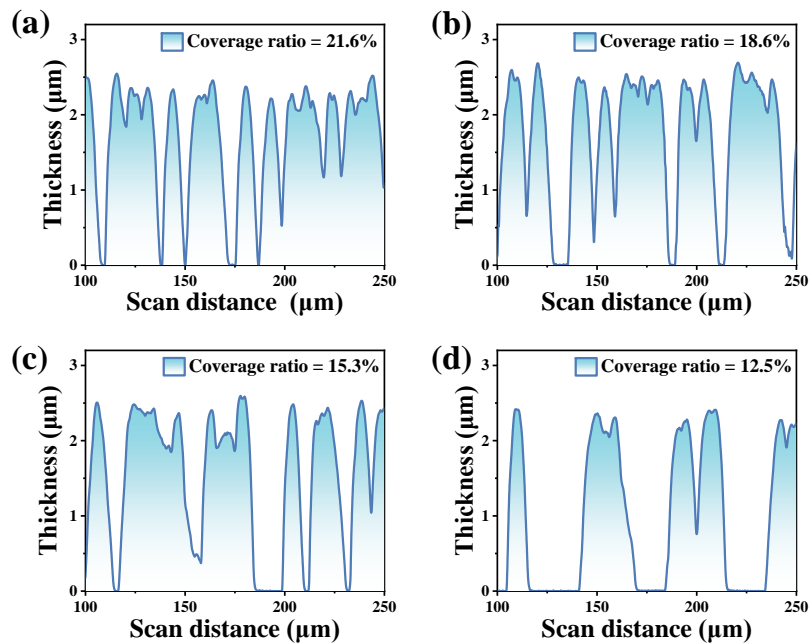 (a)
Coverage ratio = 21.6%
Thickness (μm)
3
2
1
0
100 150 200 250
Scan distance (μm)
(b)
Coverage ratio = 18.6%
Thickness (μm)
3
2
1
0
100 150 200 250
Scan distance (μm)
(c)
Coverage ratio = 15.3%
Thickness (μm)
3
2
1
0
100 150 200 250
Scan distance (μm)
(d)
Coverage ratio = 12.5%
Thickness (μm)
3
2
1
0
100 150 200 250
Scan distance (μm)